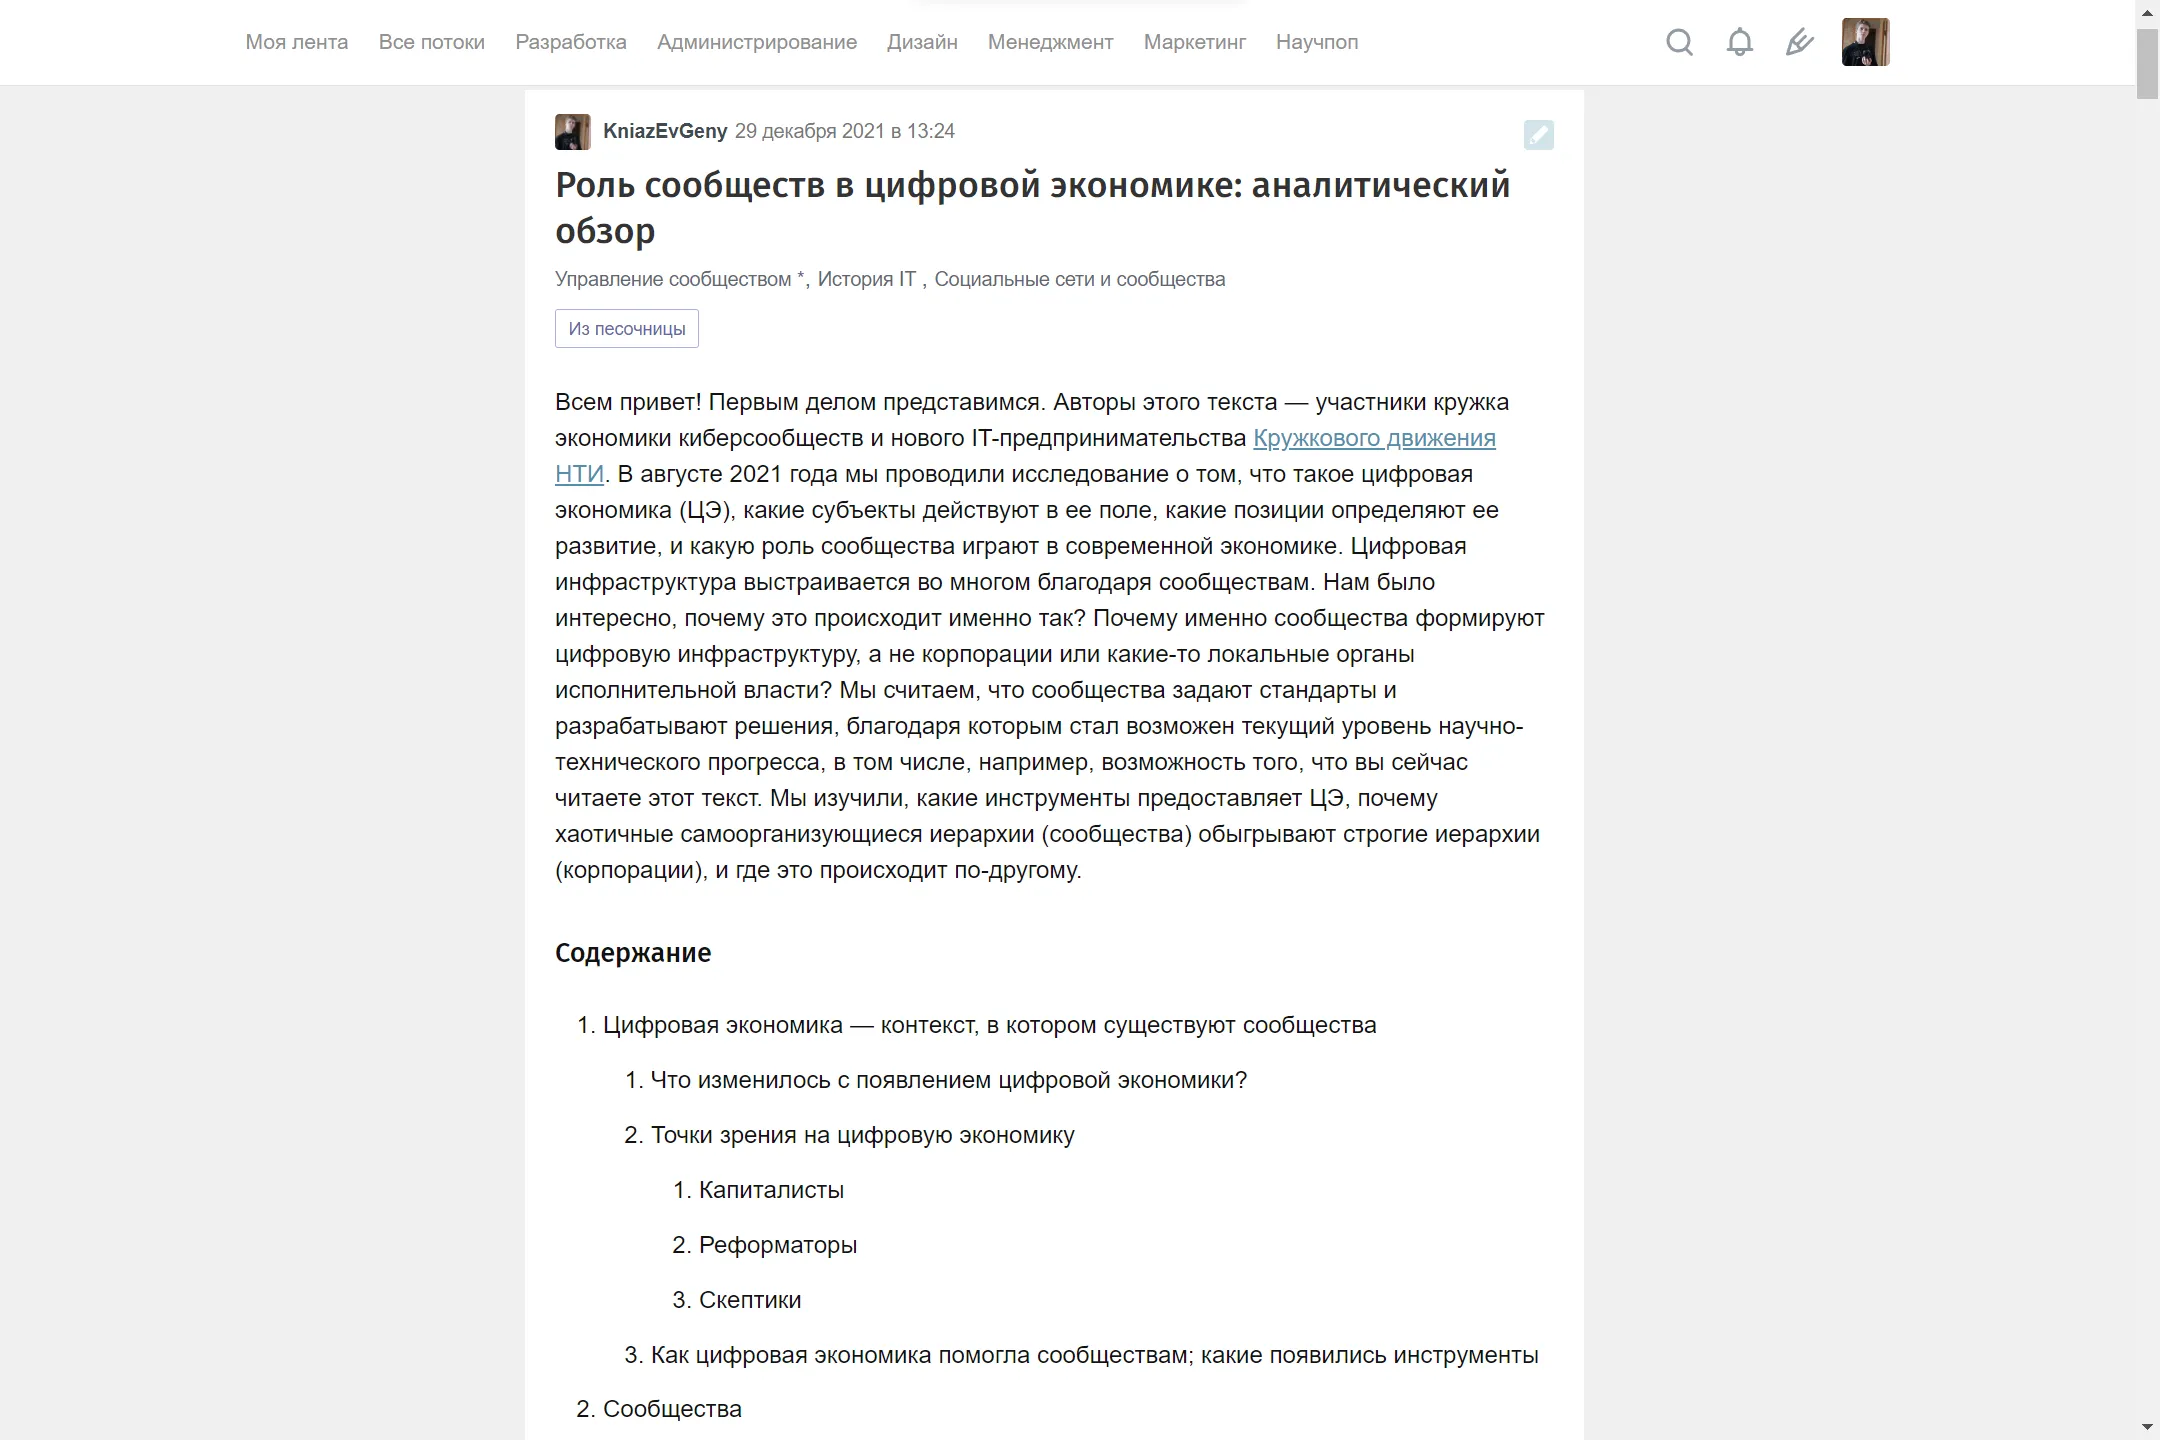 Моя лента Все потоки Разработка Администрирование Дизайн Менеджмент Маркетинг Научпоп
KniazEvGeny 29 декабря 2021 в 13:24
Роль сообществ в цифровой экономике: аналитический
обзор
Управление сообществом *, История IT , Социальные сети и сообщества
Из песочницы
Всем привет! Первым делом представимся. Авторы этого текста — участники кружка
экономики киберсообществ и нового IT-предпринимательства Кружкового движения
НТИ. В августе 2021 года мы проводили исследование о том, что такое цифровая
экономика (ЦЭ), какие субъекты действуют в ее поле, какие позиции определяют ее
развитие, и какую роль сообщества играют в современной экономике. Цифровая
инфраструктура выстраивается во многом благодаря сообществам. Нам было
интересно, почему это происходит именно так? Почему именно сообщества формируют
цифровую инфраструктуру, а не корпорации или какие-то локальные органы
исполнительной власти? Мы считаем, что сообщества задают стандарты и
разрабатывают решения, благодаря которым стал возможен текущий уровень научно-
технического прогресса, в том числе, например, возможность того, что вы сейчас
читаете этот текст. Мы изучили, какие инструменты предоставляет ЦЭ, почему
хаотичные самоорганизующиеся иерархии (сообщества) обыгрывают строгие иерархии
(корпорации), и где это происходит по-другому.
Содержание
1. Цифровая экономика — контекст, в котором существуют сообщества
1. Что изменилось с появлением цифровой экономики?
2. Точки зрения на цифровую экономику
1. Капиталисты
2. Реформаторы
3. Скептики
3. Как цифровая экономика помогла сообществам; какие появились инструменты
2. Сообщества